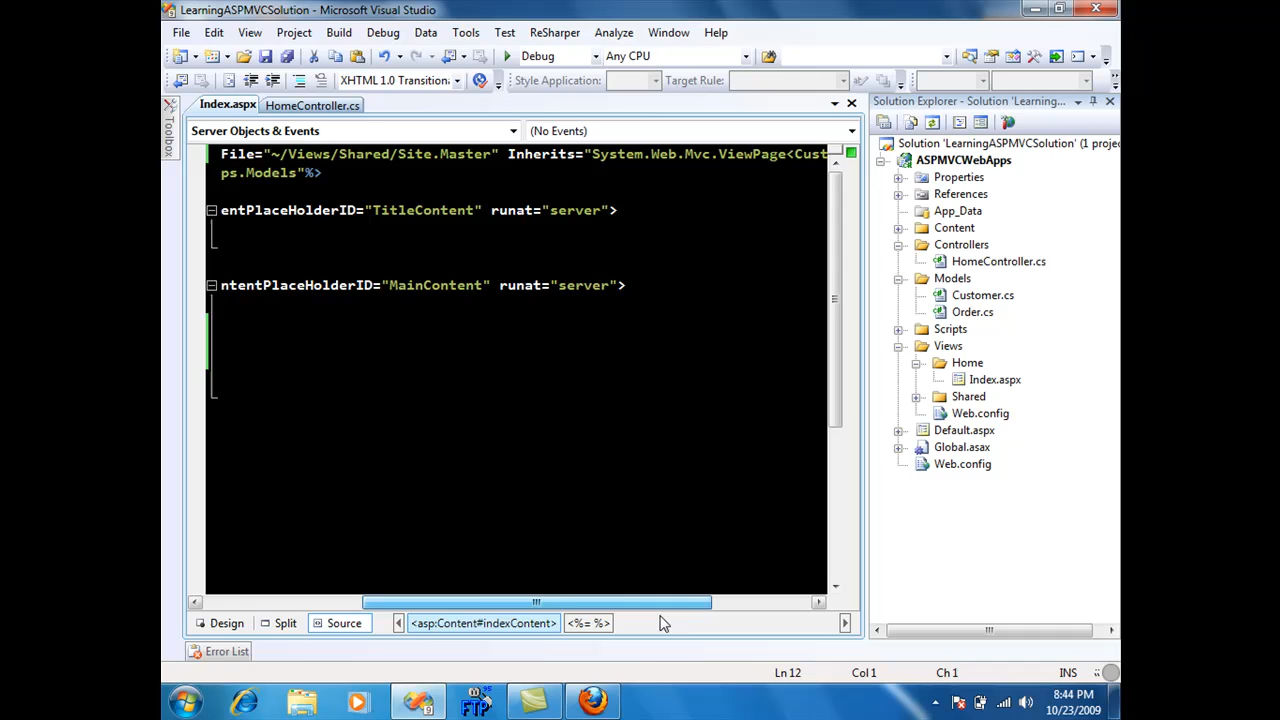 LearningASPMVCSolution - Microsoft Visual Studio
File Edit View Project Build Debug Data Tools Test ReSharper Analyze Window Help
Debug Any CPU
XHTML 1.0 Transition Style Application: Target Rule:
Index.aspx HomeController.cs
Server Objects & Events (No Events)
File="~/Views/Shared/Site.Master" Inherits="System.Web.Mvc.ViewPage<Cust
ps.Models"%>
entPlaceHolderID="TitleContent" runat="server">
ntentPlaceHolderID="MainContent" runat="server">
Design Split Source <asp:Content#indexContent> <%= %>
Error List
Toolbox
Solution Explorer - Solution 'Learning...
Solution 'LearningASPMVCSolution' (1 projec
ASPMVCWebApps
Properties
References
App_Data
Content
Controllers
HomeController.cs
Models
Customer.cs
Order.cs
Scripts
Views
Home
Index.aspx
Shared
Web.config
Default.aspx
Global.asax
Web.config
Ln 12 Col 1 Ch 1 INS
FTP
8:44 PM
10/23/2009